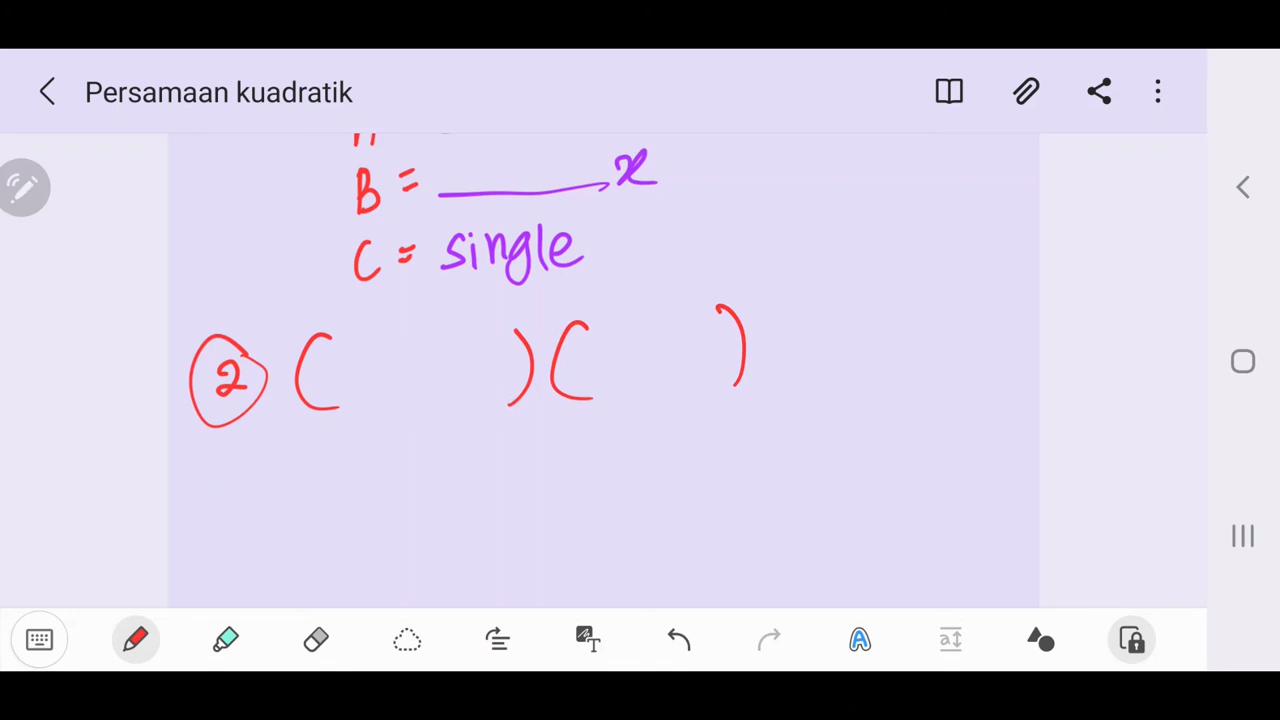 Persamaan kuadratik
B = x
C = single
2 ( ) ( )